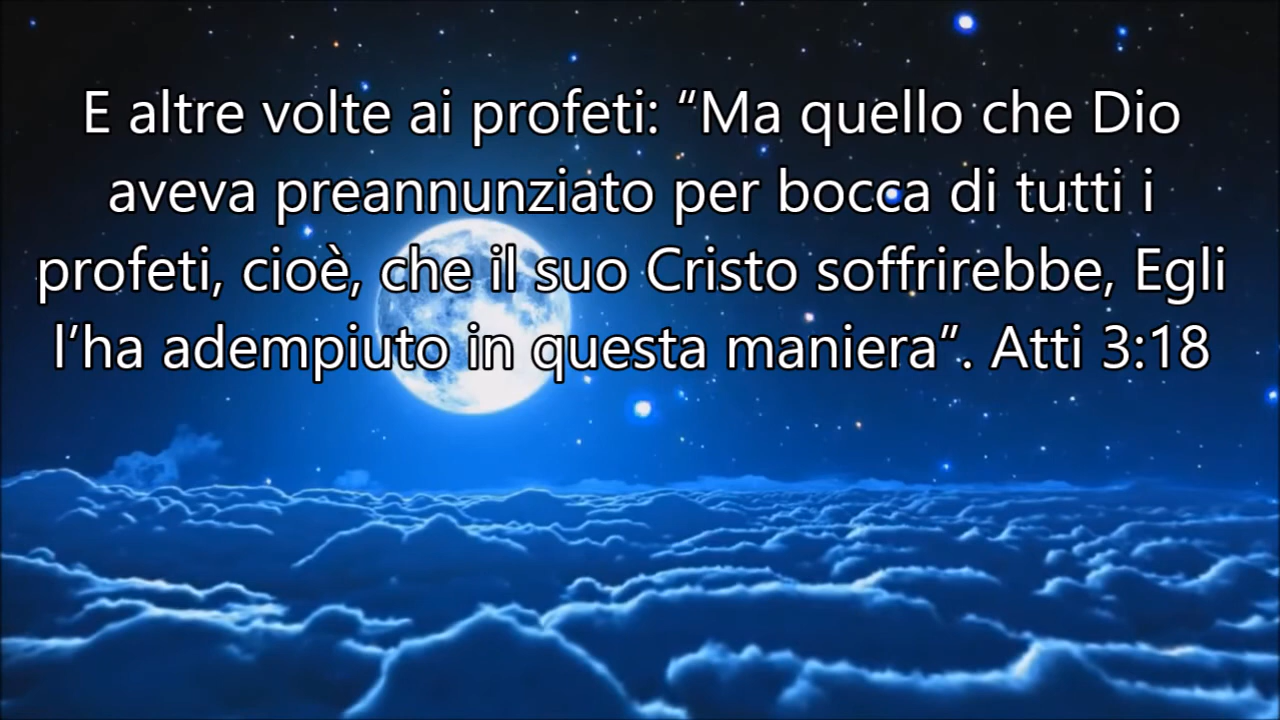 E altre volte ai profeti: “Ma quello che Dio
aveva preannunziato per bocca di tutti i
profeti, cioè, che il suo Cristo soffrirebbe, Egli
l’ha adempiuto in questa maniera”. Atti 3:18